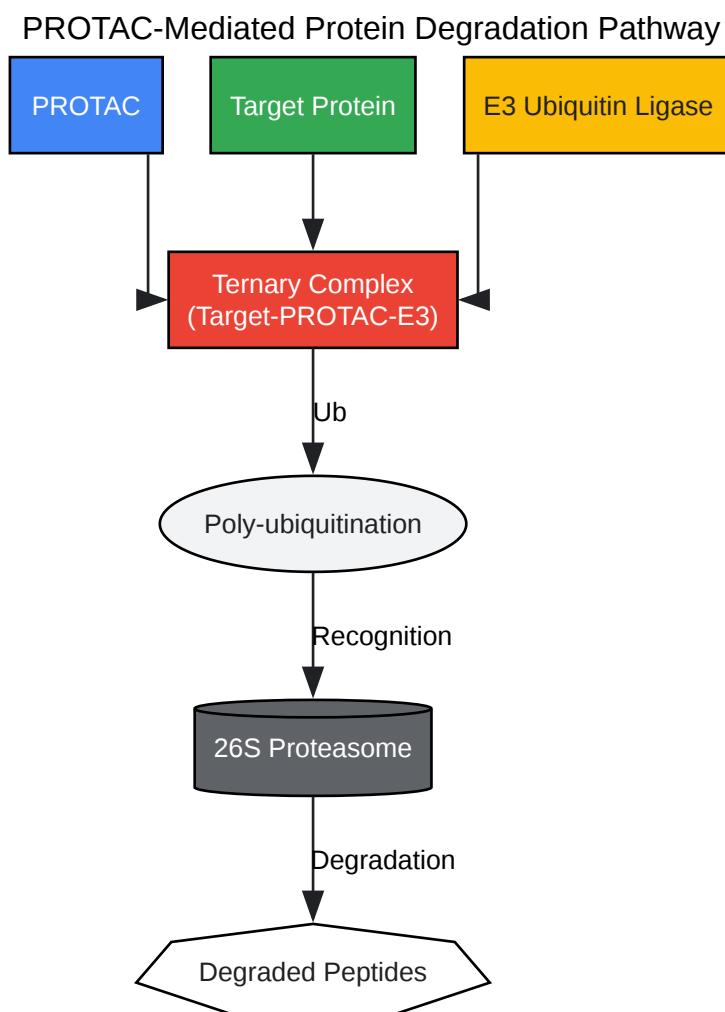 PROTAC-Mediated Protein Degradation Pathway
PROTAC
Target Protein
E3 Ubiquitin Ligase
Ternary Complex
(Target-PROTAC-E3)
Ub
Poly-ubiquitination
Recognition
26S Proteasome
Degradation
Degraded Peptides